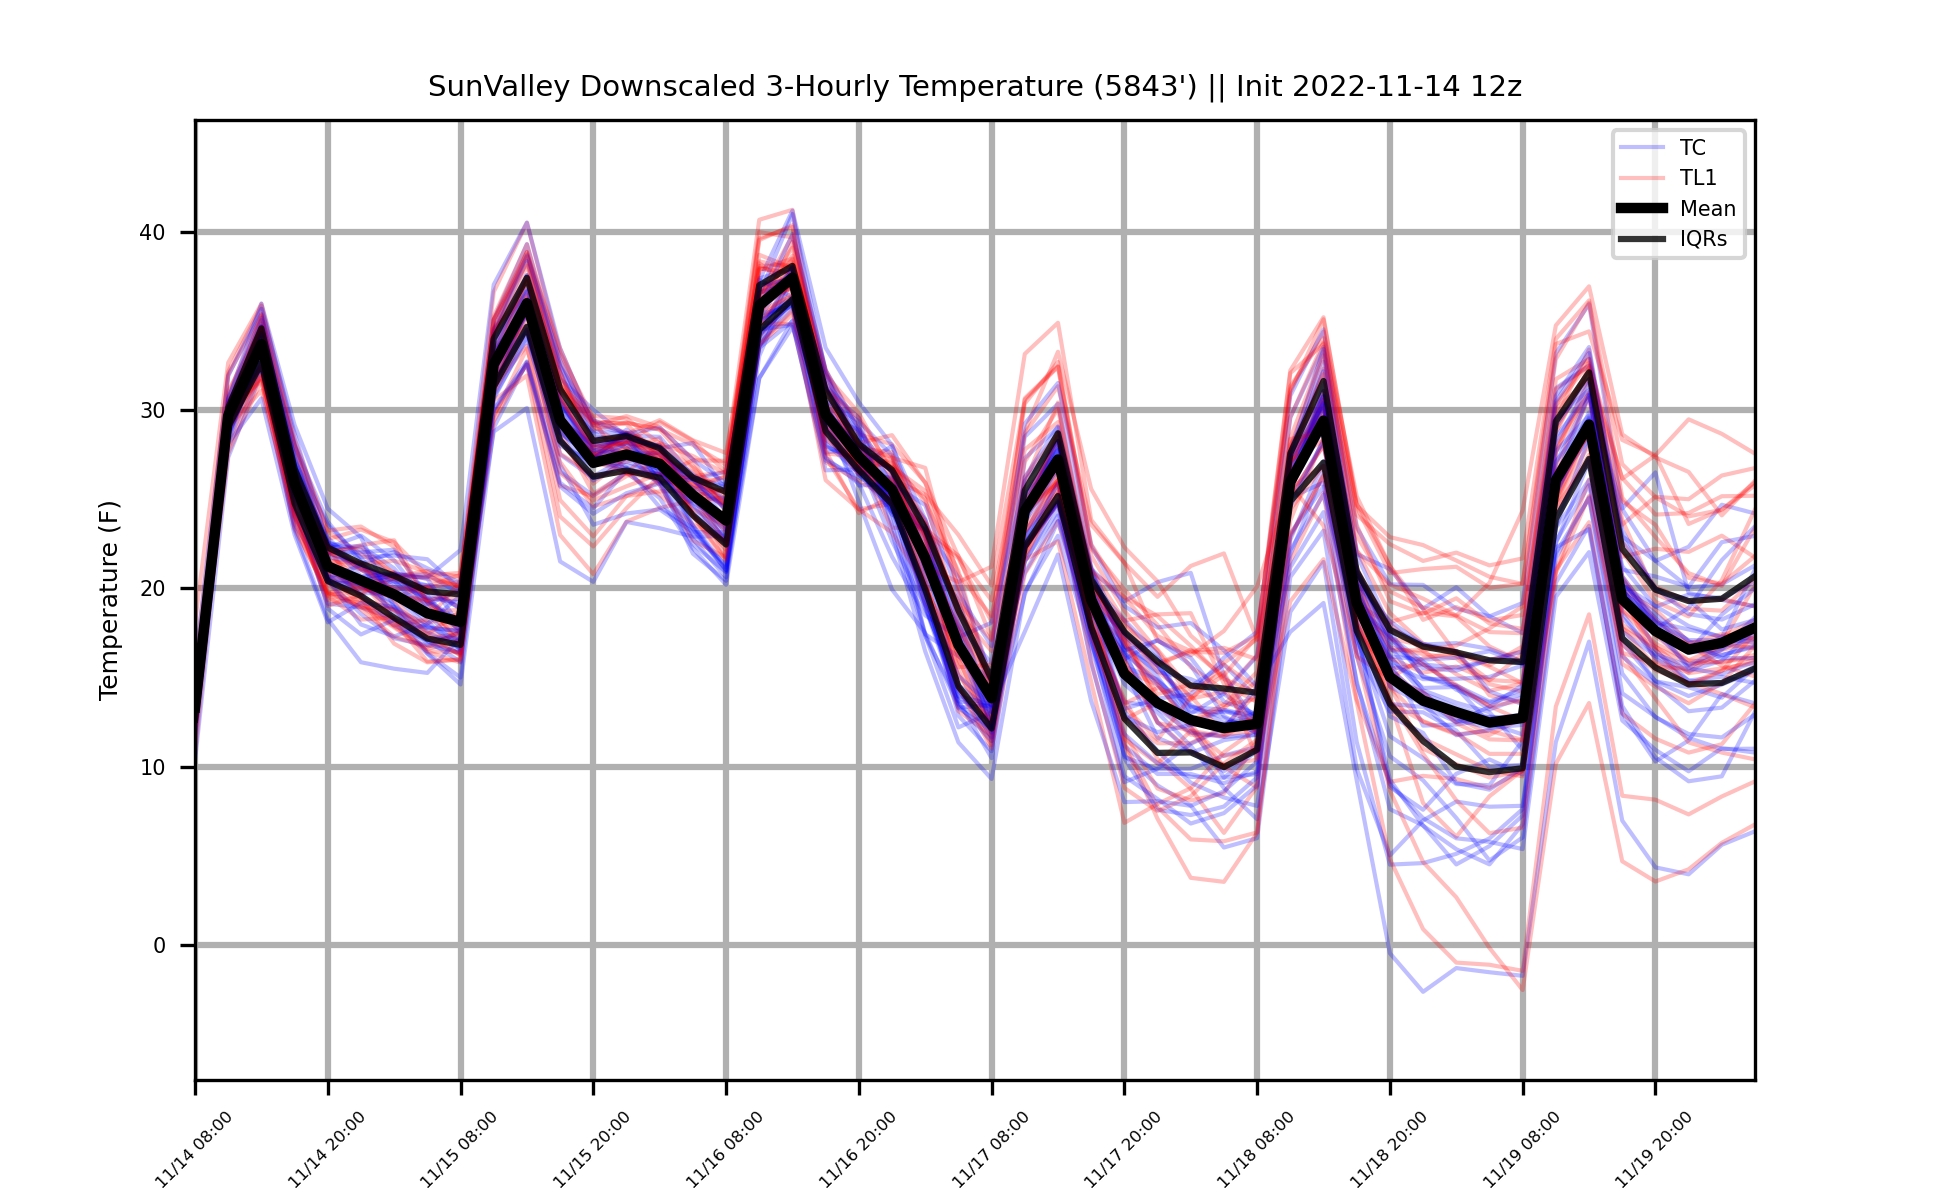 SunValley Downscaled 3-Hourly Temperature (5843') || Init 2022-11-14 12z
TC
TL1
Mean
IQRs
Temperature (F)
40
30
20
10
0
11/14 08:00
11/14 20:00
11/15 08:00
11/15 20:00
11/16 08:00
11/16 20:00
11/17 08:00
11/17 20:00
11/18 08:00
11/18 20:00
11/19 08:00
11/19 20:00